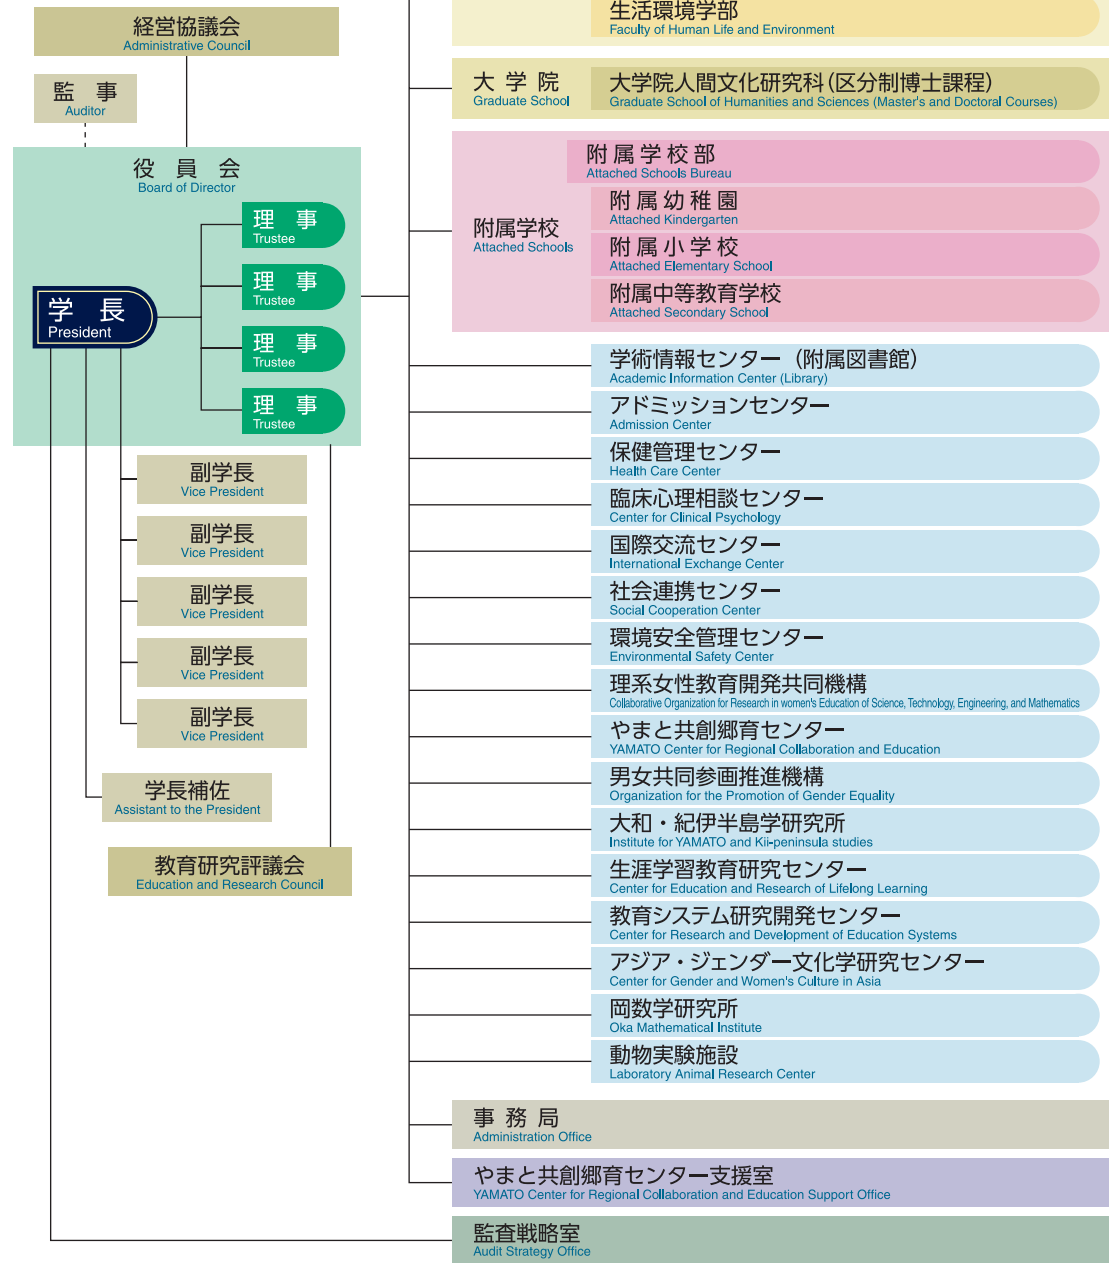 経営協議会
Administrative Council
監 事
Auditor
役 員 会
Board of Director
理 事
Trustee
理 事
Trustee
理 事
Trustee
理 事
Trustee
学 長
President
副学長
Vice President
副学長
Vice President
副学長
Vice President
副学長
Vice President
副学長
Vice President
学長補佐
Assistant to the President
教育研究評議会
Education and Research Council
生活環境学部
Faculty of Human Life and Environment
大 学 院
Graduate School
大学院人間文化研究科(区分制博士課程)
Graduate School of Humanities and Sciences (Master's and Doctoral Courses)
附属学校
Attached Schools
附 属 学 校 部
Attached Schools Bureau
附 属 幼 稚 園
Attached Kindergarten
附 属 小 学 校
Attached Elementary School
附属中等教育学校
Attached Secondary School
学術情報センター（附属図書館）
Academic Information Center (Library)
アドミッションセンター
Admission Center
保健管理センター
Health Care Center
臨床心理相談センター
Center for Clinical Psychology
国際交流センター
International Exchange Center
社会連携センター
Social Cooperation Center
環境安全管理センター
Environmental Safety Center
理系女性教育開発共同機構
Collaborative Organization for Research in women's Education of Science, Technology, Engineering, and Mathematics
やまと共創郷育センター
YAMATO Center for Regional Collaboration and Education
男女共同参画推進機構
Organization for the Promotion of Gender Equality
大和・紀伊半島学研究所
Institute for YAMATO and Kii-peninsula studies
生涯学習教育研究センター
Center for Education and Research of Lifelong Learning
教育システム研究開発センター
Center for Research and Development of Education Systems
アジア・ジェンダー文化学研究センター
Center for Gender and Women's Culture in Asia
岡数学研究所
Oka Mathematical Institute
動物実験施設
Laboratory Animal Research Center
事 務 局
Administration Office
やまと共創郷育センター支援室
YAMATO Center for Regional Collaboration and Education Support Office
監査戦略室
Audit Strategy Office